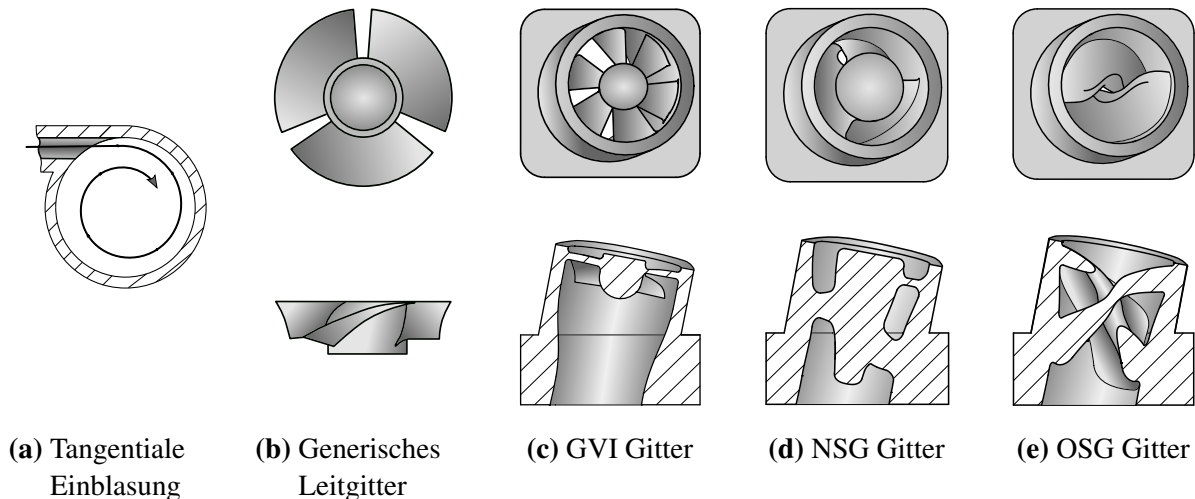 (a) Tangentiale
Einblasung
(b) Generisches
Leitgitter
(c) GVI Gitter
(d) NSG Gitter
(e) OSG Gitter